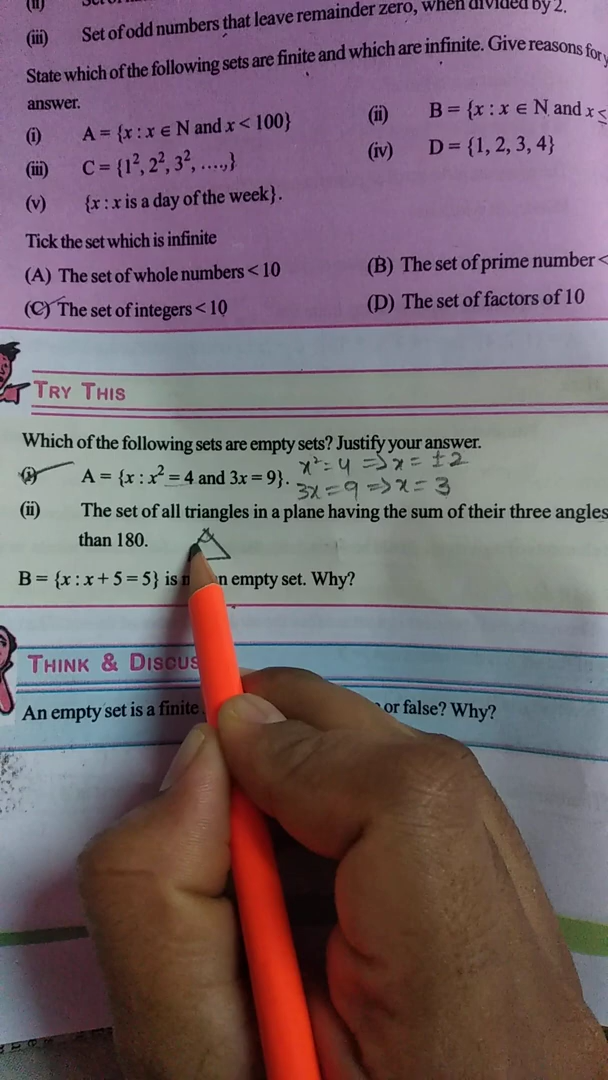 (iii) Set of odd numbers that leave remainder zero, when divided by 2.
State which of the following sets are finite and which are infinite. Give reasons for
answer.
(i) A = {x : x ∈ N and x < 100} (ii) B = {x : x ∈ N and x ≤
(iii) C = {1², 2², 3², ....,} (iv) D = {1, 2, 3, 4}
(v) {x : x is a day of the week}.
Tick the set which is infinite
(A) The set of whole numbers < 10 (B) The set of prime number <
(C) The set of integers < 10 (D) The set of factors of 10
TRY THIS
Which of the following sets are empty sets? Justify your answer.
(i) A = {x : x² = 4 and 3x = 9}. x² = 4 ⇒ x = ±2
3x = 9 ⇒ x = 3
(ii) The set of all triangles in a plane having the sum of their three angles
than 180.
B = {x : x + 5 = 5} is n empty set. Why?
THINK & DISCUS
An empty set is a finite or false? Why?